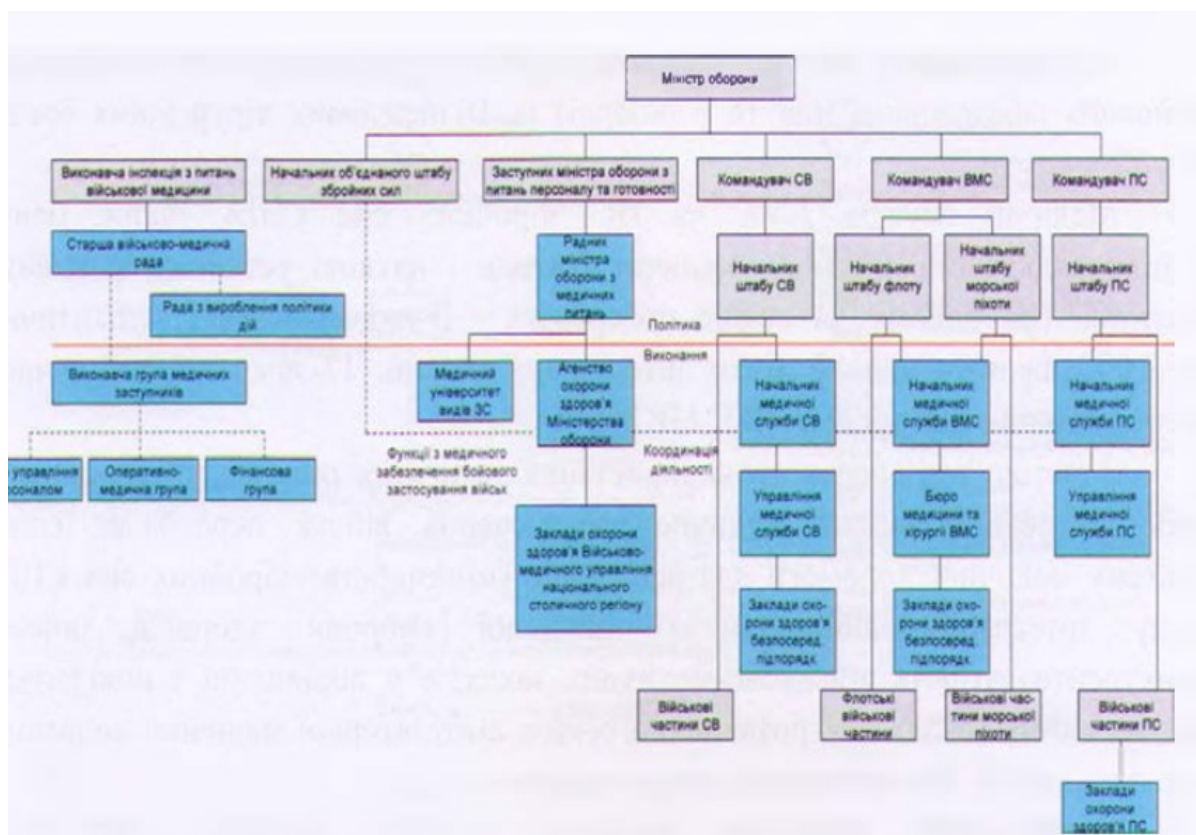 Міністр оборони
Виконавча інспекція з питань
військової медицини
Начальник об'єднаного штабу
збройних сил
Заступник міністра оборони з
питань персоналу та готовності
Командувач СВ
Командувач ВМС
Командувач ПС
Старша військово-медична
рада
Рада з вироблення політики
дій
Радник
міністра
оборони з
медичних
питань
Начальник
штабу СВ
Начальник
штабу флоту
Начальник
штабу
морської
піхоти
Начальник
штабу ПС
Політика
Виконання
Виконавча група медичних
заступників
Медичний
університет
видів ЗС
Агенство
охорони
здоров'я
Міністерства
оборони
Начальник
медичної
служби СВ
Начальник
медичної
служби ВМС
Начальник
медичної
служби ПС
управління
Оперативно-
медична група
Фінансова
група
Функції з медичного
забезпечення бойового
застосування військ
Координація
діяльності
Заклади охорони
здоров'я Військово-
медичного управління
національного
столичного регіону
Управління
медичної
служби СВ
Бюро
медицини та
хірургії ВМС
Управління
медичної
служби ПС
Заклади охо-
рони здоров'я
безпосеред.
підпорядк.
Заклади охо-
рони здоров'я
безпосеред.
підпорядк.
Військові
частини СВ
Флотські
військові
частини
Військові час-
тини морської
піхоти
Військові
частини ПС
Заклади
охорони
здоров'я ПС